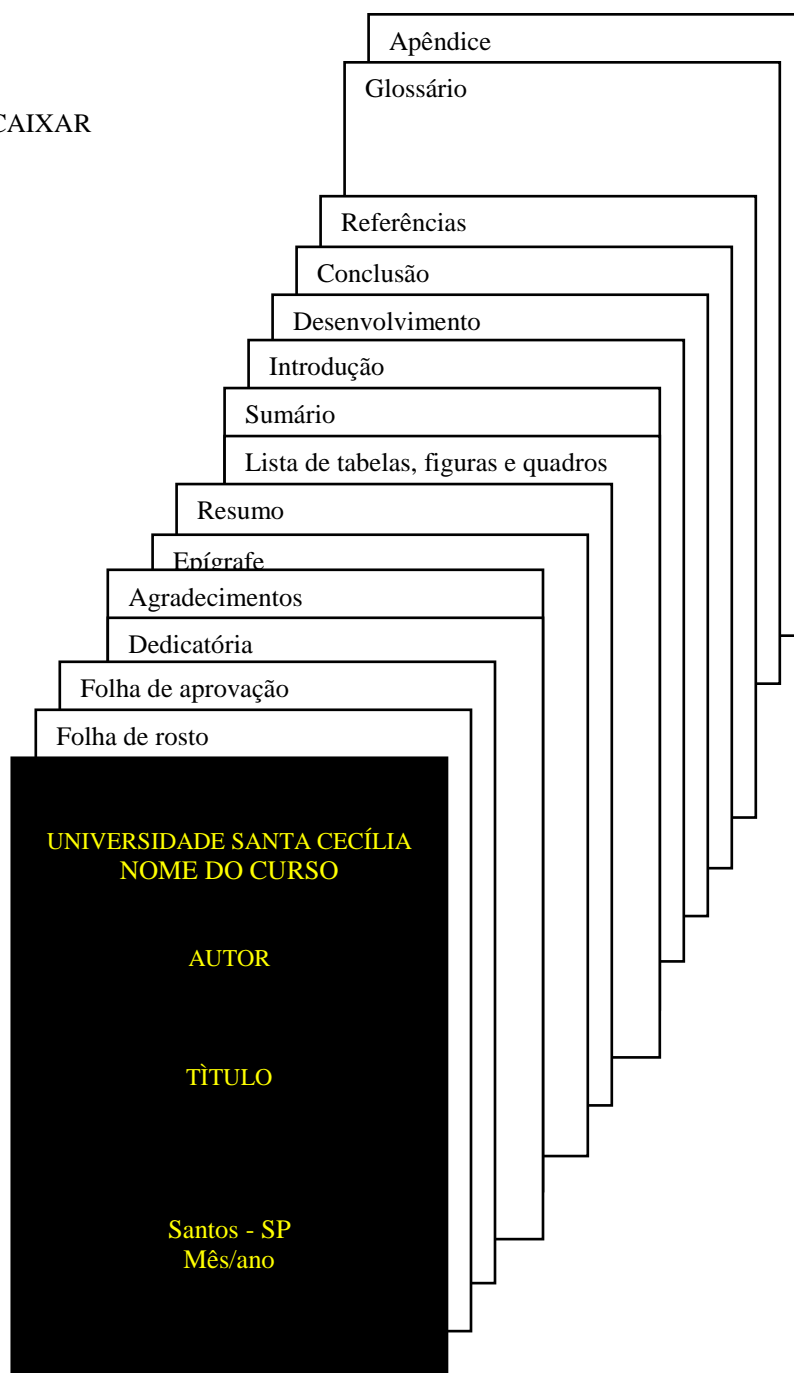 Apêndice
Glossário
CAIXAR
Referências
Conclusão
Desenvolvimento
Introdução
Sumário
Lista de tabelas, figuras e quadros
Resumo
Epígrafe
Agradecimentos
Dedicatória
Folha de aprovação
Folha de rosto
UNIVERSIDADE SANTA CECÍLIA
NOME DO CURSO
AUTOR
TÌTULO
Santos - SP
Mês/ano